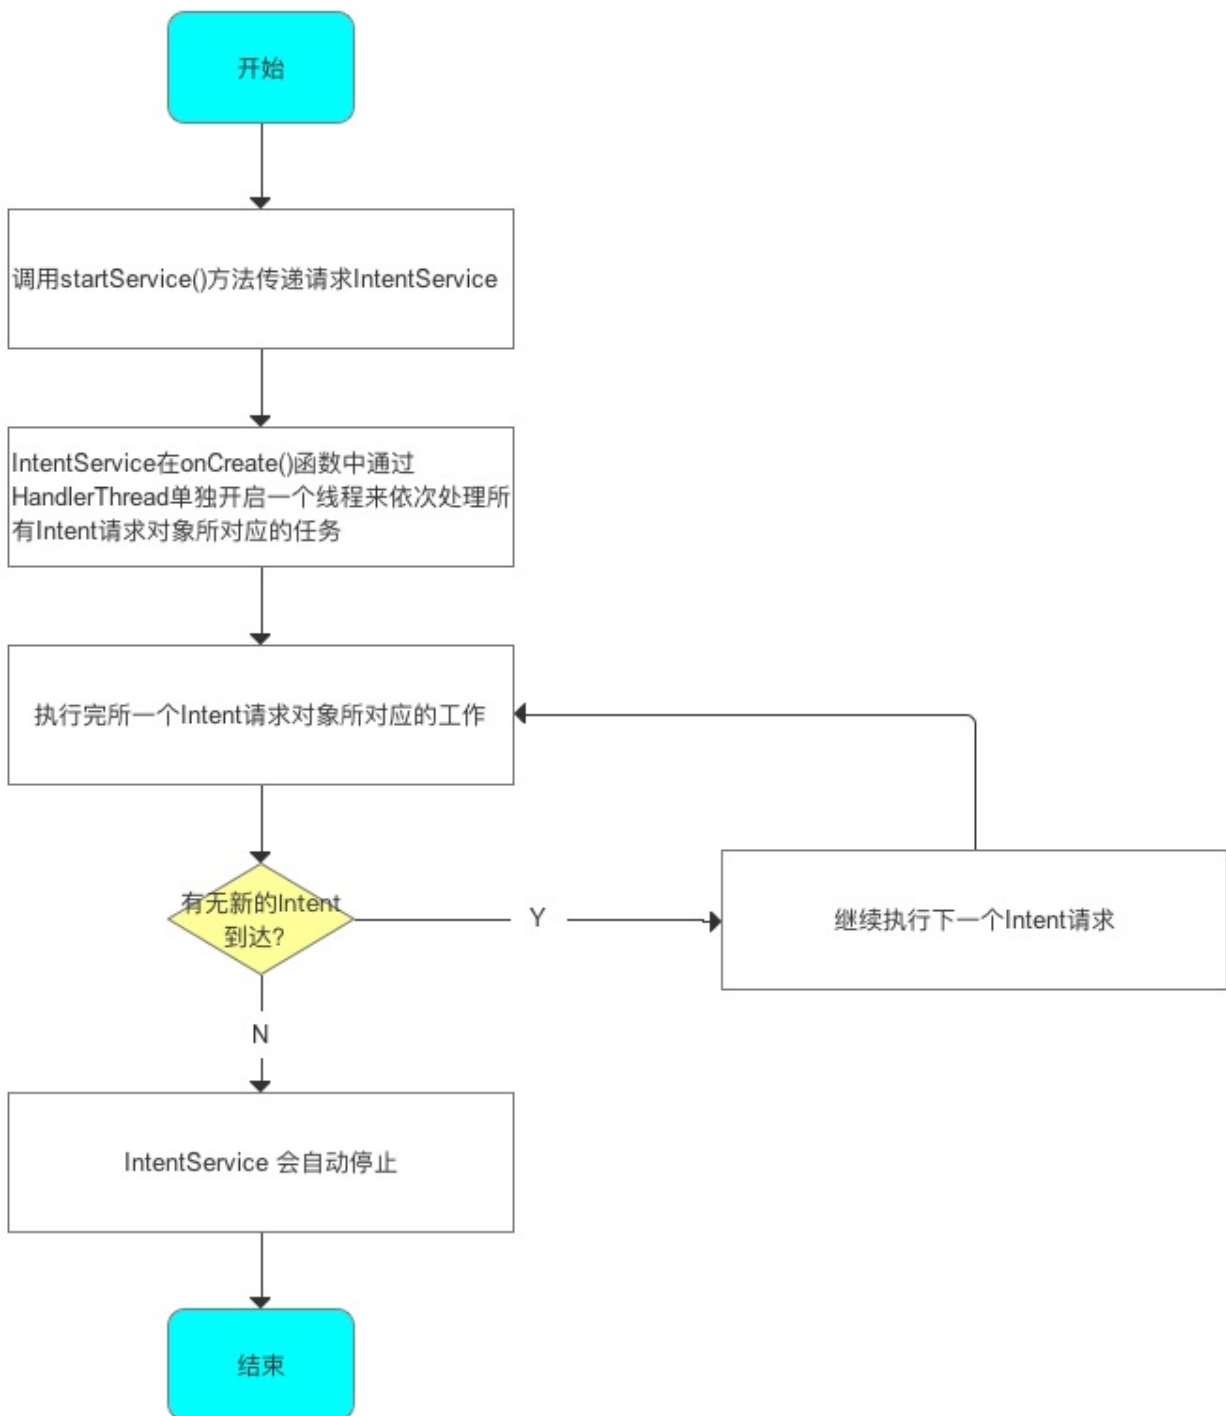 开始
调用startService()方法传递请求IntentService
IntentService在onCreate()函数中通过
HandlerThread单独开启一个线程来依次处理所
有Intent请求对象所对应的任务
执行完所一个Intent请求对象所对应的工作
有无新的Intent
到达?
Y
继续执行下一个Intent请求
N
IntentService 会自动停止
结束